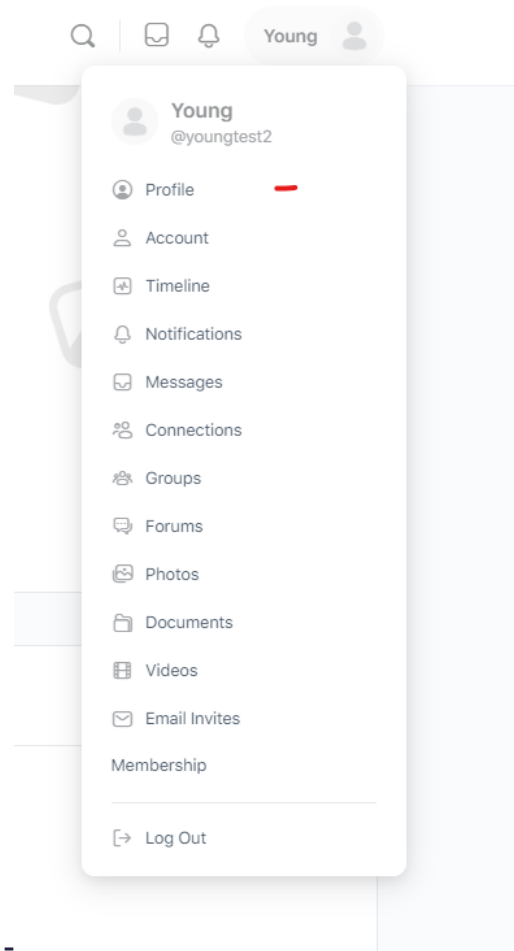 Young
Young
@youngtest2
Profile
Account
Timeline
Notifications
Messages
Connections
Groups
Forums
Photos
Documents
Videos
Email Invites
Membership
Log Out